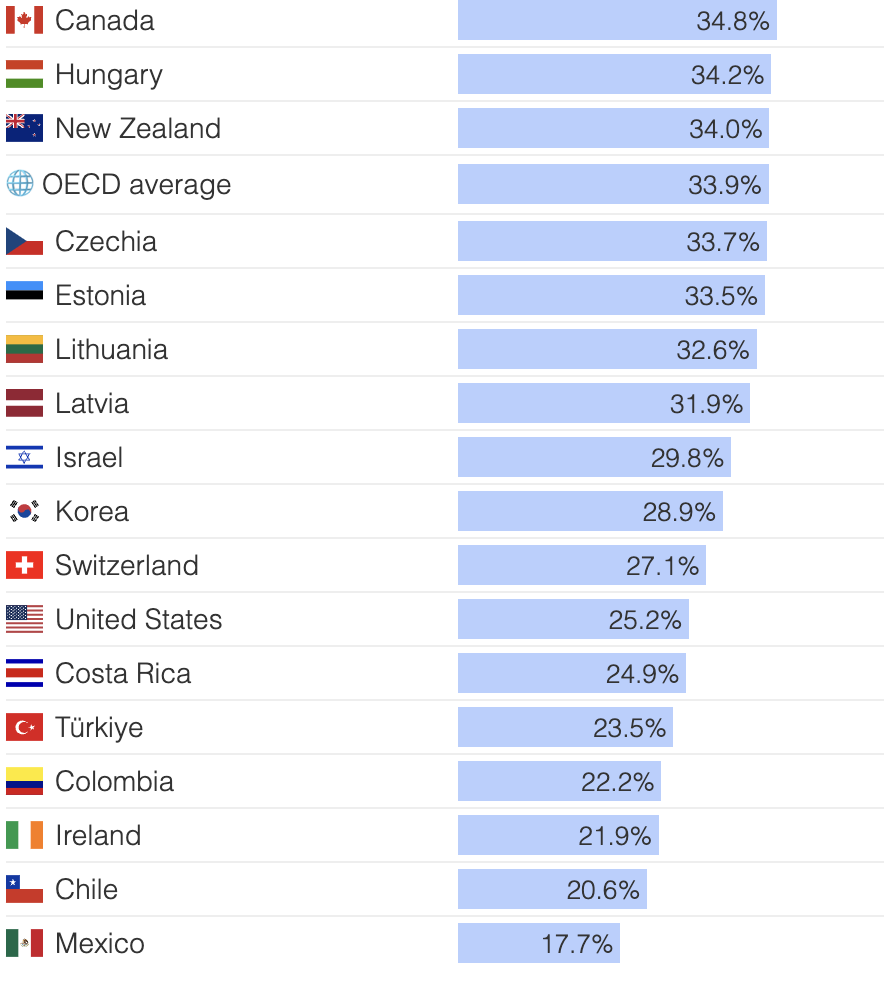 Canada 34.8%
Hungary 34.2%
New Zealand 34.0%
OECD average 33.9%
Czechia 33.7%
Estonia 33.5%
Lithuania 32.6%
Latvia 31.9%
Israel 29.8%
Korea 28.9%
Switzerland 27.1%
United States 25.2%
Costa Rica 24.9%
Türkiye 23.5%
Colombia 22.2%
Ireland 21.9%
Chile 20.6%
Mexico 17.7%